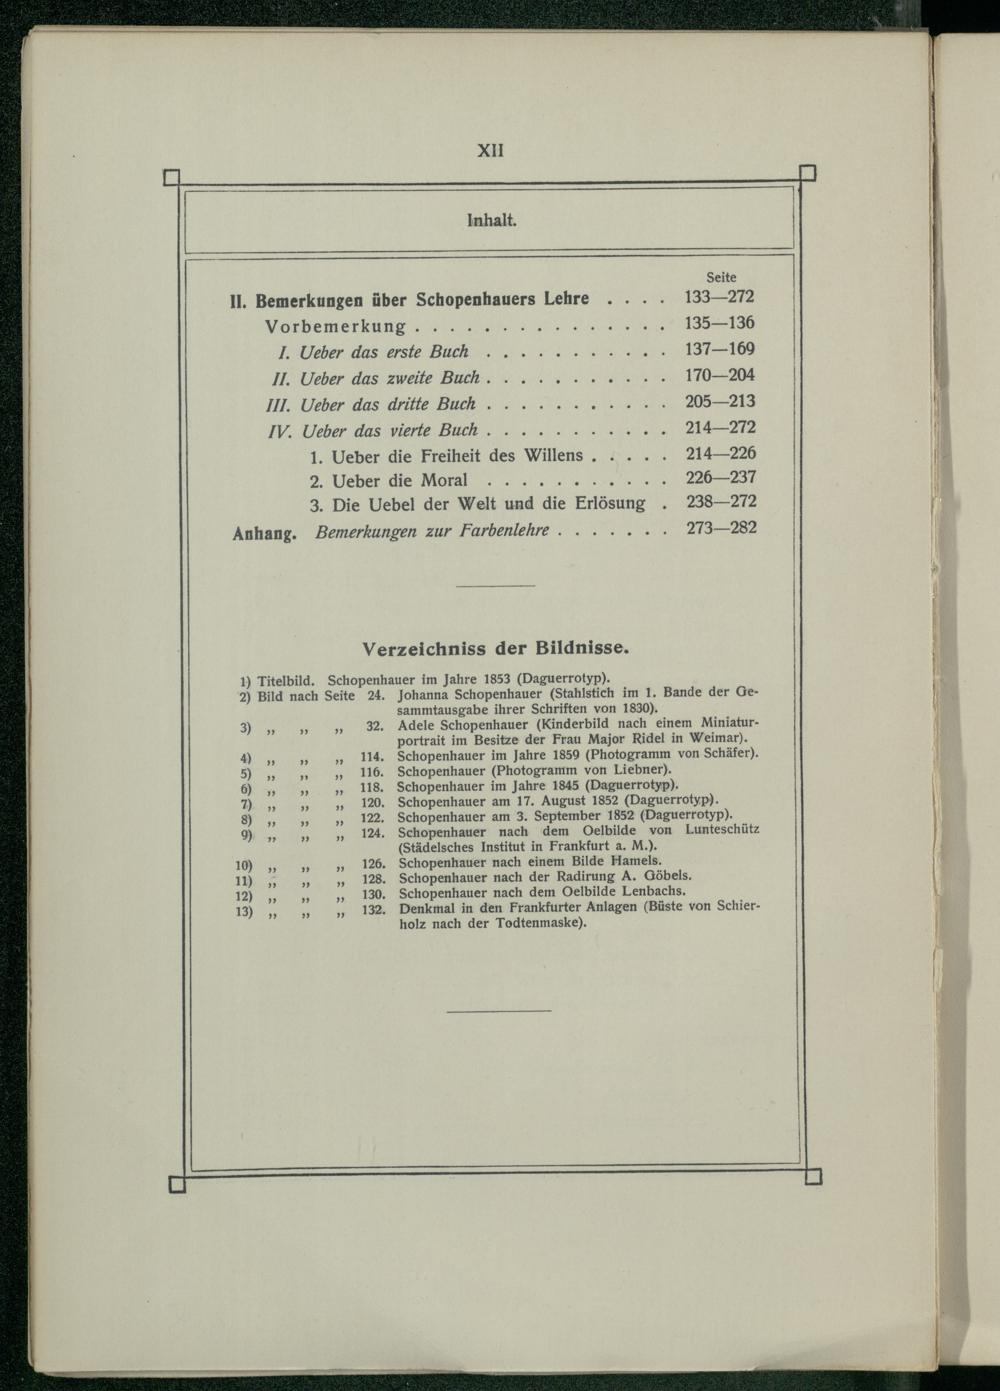 XII
Inhalt.
Seite
II. Bemerkungen über Schopenhauers Lehre . . . . 133—272
Vorbemerkung . . . . . . . . . . . . . . . 135—136
I. Ueber das erste Buch . . . . . . . . . . . 137—169
II. Ueber das zweite Buch . . . . . . . . . . . 170—204
III. Ueber das dritte Buch . . . . . . . . . . . 205—213
IV. Ueber das vierte Buch . . . . . . . . . . . 214—272
1. Ueber die Freiheit des Willens . . . . . 214—226
2. Ueber die Moral . . . . . . . . . . . 226—237
3. Die Uebel der Welt und die Erlösung . 238—272
Anhang. Bemerkungen zur Farbenlehre . . . . . . . 273—282
Verzeichniss der Bildnisse.
1) Titelbild. Schopenhauer im Jahre 1853 (Daguerrotyp).
2) Bild nach Seite 24. Johanna Schopenhauer (Stahlstich im 1. Bande der Ge-
sammtausgabe ihrer Schriften von 1830).
3) „ „ „ 32. Adele Schopenhauer (Kinderbild nach einem Miniatur-
portrait im Besitze der Frau Major Ridel in Weimar).
4) „ „ „ 114. Schopenhauer im Jahre 1859 (Photogramm von Schäfer).
5) „ „ „ 116. Schopenhauer (Photogramm von Liebner).
6) „ „ „ 118. Schopenhauer im Jahre 1845 (Daguerrotyp).
7) „ „ „ 120. Schopenhauer am 17. August 1852 (Daguerrotyp).
8) „ „ „ 122. Schopenhauer am 3. September 1852 (Daguerrotyp).
9) „ „ „ 124. Schopenhauer nach dem Oelbilde von Lunteschütz
(Städelsches Institut in Frankfurt a. M.).
10) „ „ „ 126. Schopenhauer nach einem Bilde Hamels.
11) „ „ „ 128. Schopenhauer nach der Radirung A. Göbels.
12) „ „ „ 130. Schopenhauer nach dem Oelbilde Lenbachs.
13) „ „ „ 132. Denkmal in den Frankfurter Anlagen (Büste von Schier-
holz nach der Todtenmaske).